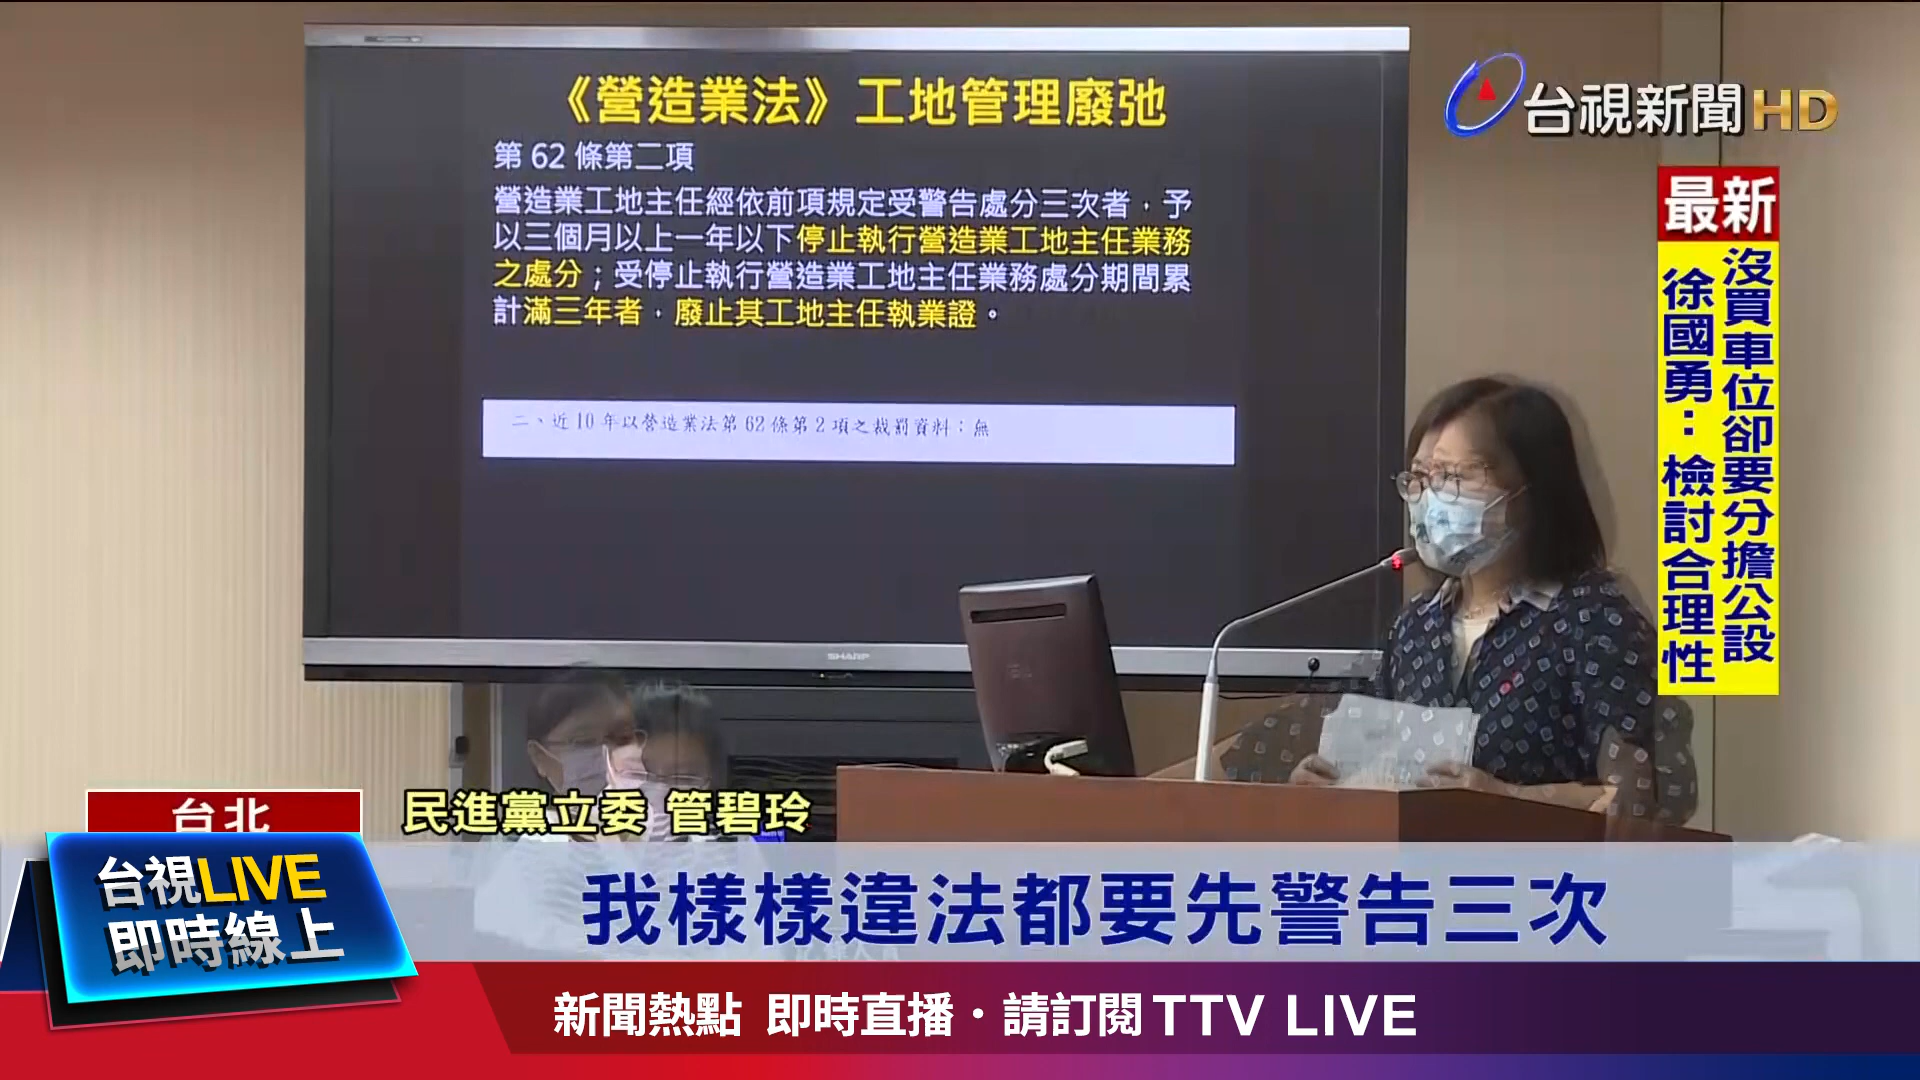 《營造業法》工地管理廢弛
第 62 條第二項
營造業工地主任經依前項規定受警告處分三次者，予
以三個月以上一年以下停止執行營造業工地主任業務
之處分；受停止執行營造業工地主任業務處分期間累
計滿三年者，廢止其工地主任執業證。
二、近 10 年以營造業法第 62 條第 2 項之裁罰資料：無
SHARP
台視新聞HD
最新
沒買車位卻要分擔公設
徐國勇：檢討合理性
台北
民進黨立委 管碧玲
台視LIVE
即時線上
我樣樣違法都要先警告三次
新聞熱點 即時直播・請訂閱TTV LIVE